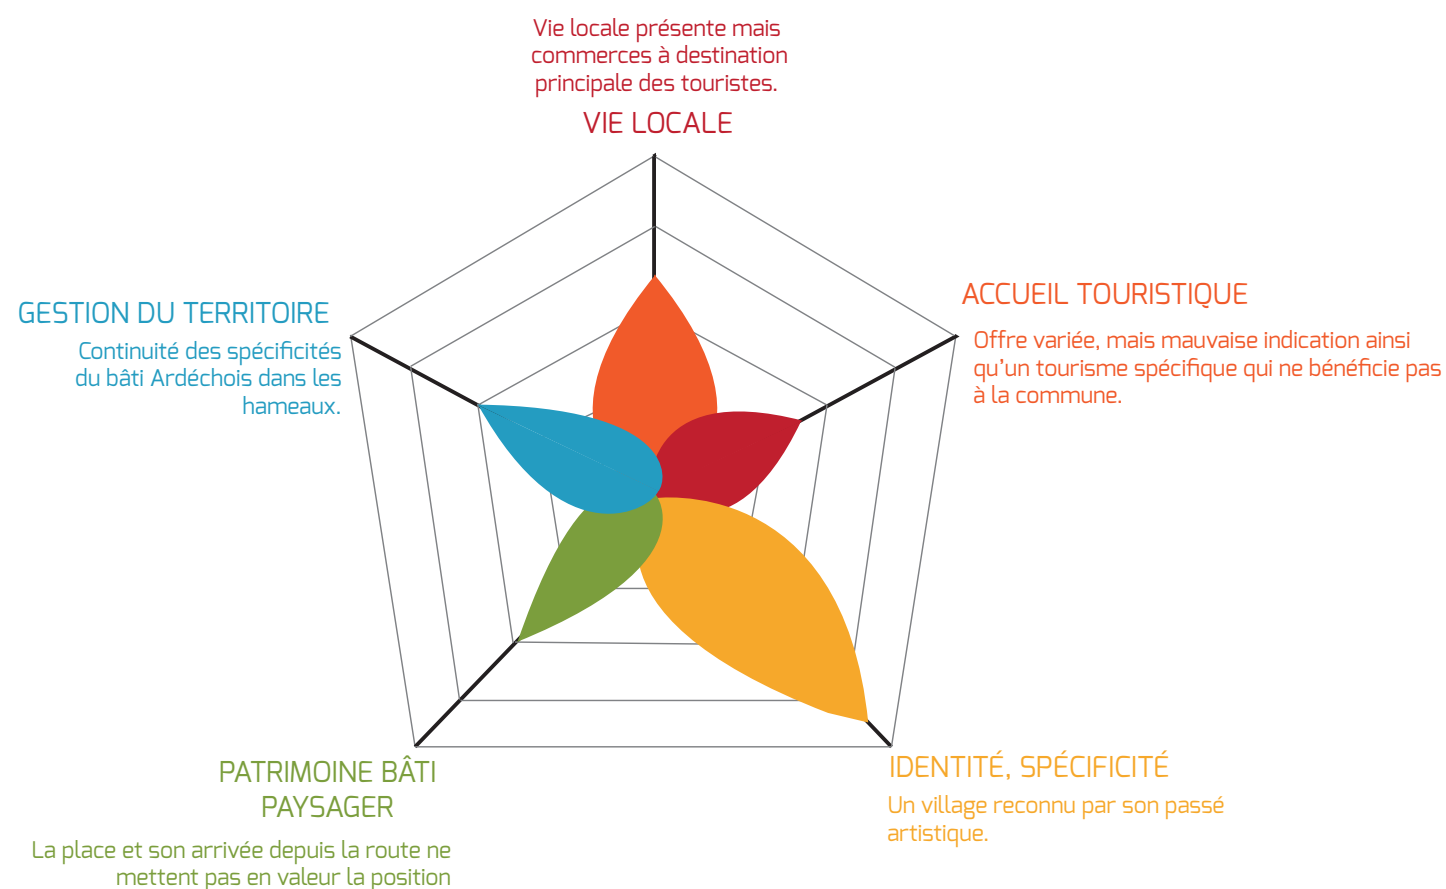 Vie locale présente mais
commerces à destination
principale des touristes.
VIE LOCALE
GESTION DU TERRITOIRE
Continuité des spécificités
du bâti Ardéchois dans les
hameaux.
ACCUEIL TOURISTIQUE
Offre variée, mais mauvaise indication ainsi
qu'un tourisme spécifique qui ne bénéficie pas
à la commune.
PATRIMOINE BÂTI
PAYSAGER
La place et son arrivée depuis la route ne
mettent pas en valeur la position
IDENTITÉ, SPÉCIFICITÉ
Un village reconnu par son passé
artistique.